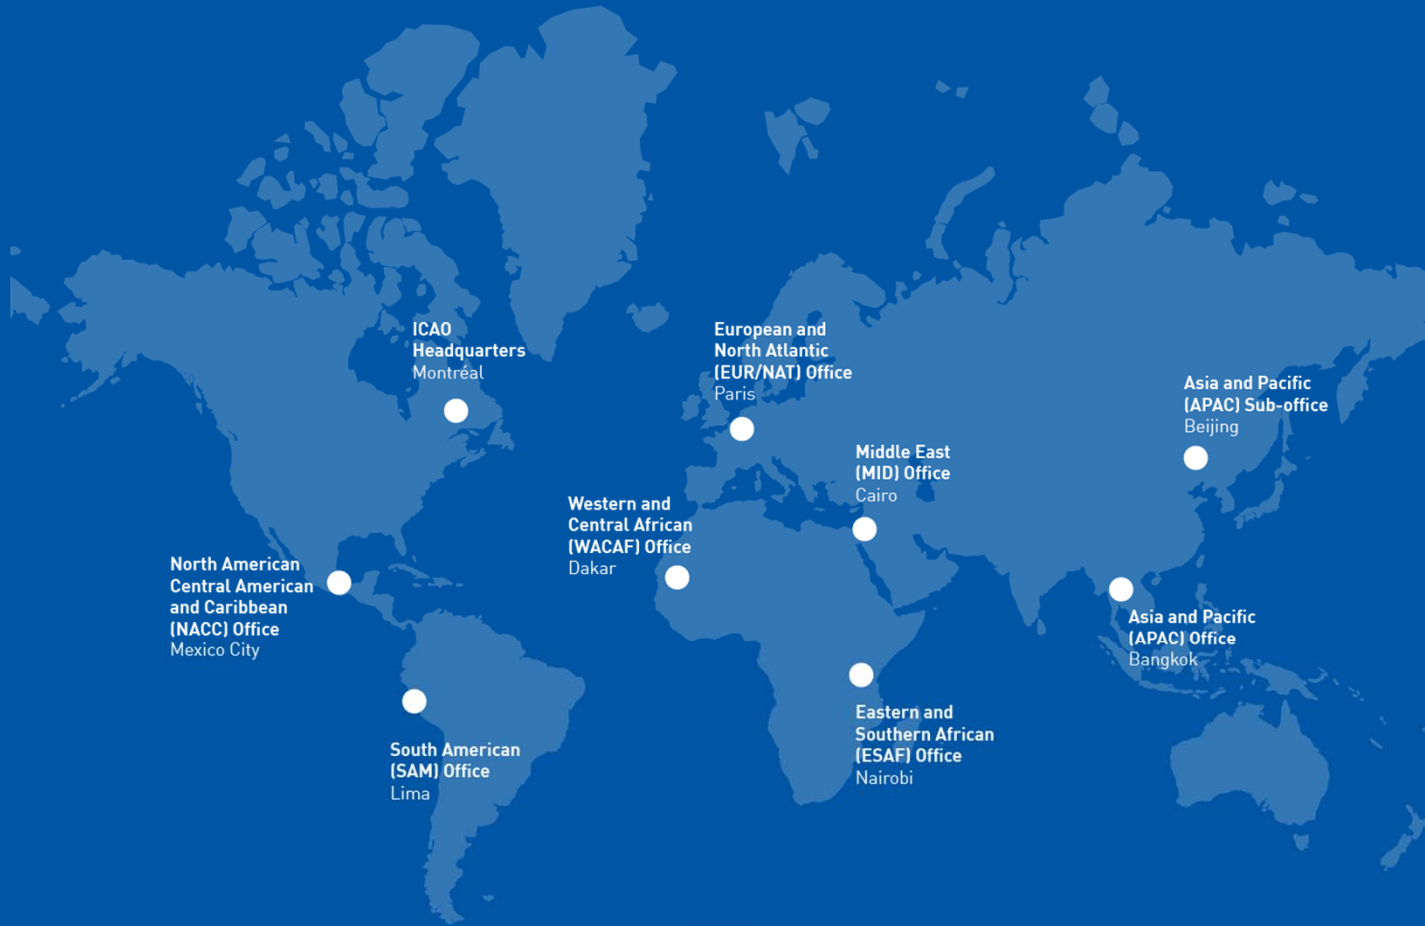 ICAO
Headquarters
Montréal
European and
North Atlantic
(EUR/NAT) Office
Paris
Asia and Pacific
(APAC) Sub-office
Beijing
Middle East
(MID) Office
Cairo
Western and
Central African
(WACAF) Office
Dakar
North American
Central American
and Caribbean
(NACC) Office
Mexico City
Asia and Pacific
(APAC) Office
Bangkok
Eastern and
Southern African
(ESAF) Office
Nairobi
South American
(SAM) Office
Lima